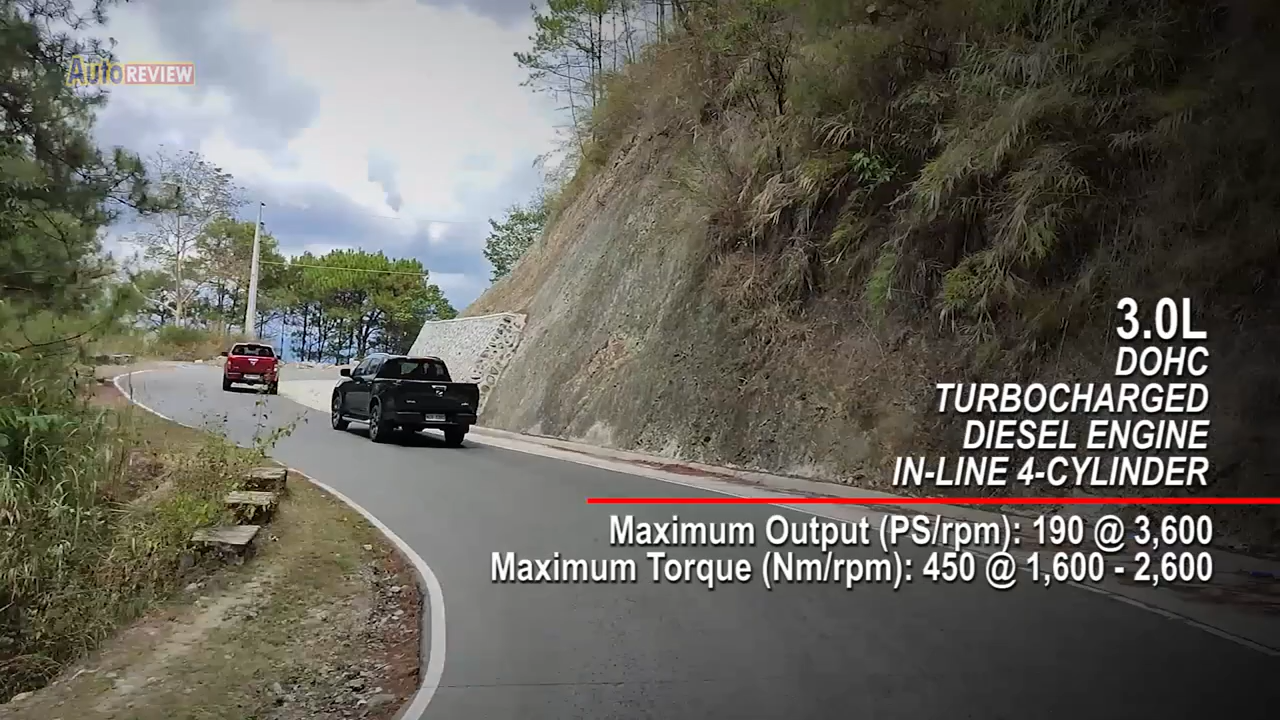 AutoREVIEW
3.0L
DOHC
TURBOCHARGED
DIESEL ENGINE
IN-LINE 4-CYLINDER
Maximum Output (PS/rpm): 190 @ 3,600
Maximum Torque (Nm/rpm): 450 @ 1,600 - 2,600